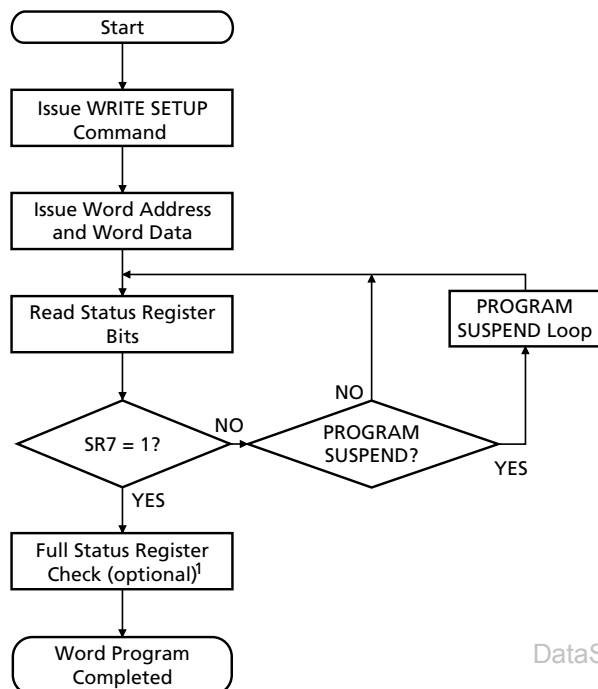 Start
Issue WRITE SETUP
Command
Issue Word Address
and Word Data
Read Status Register
Bits
PROGRAM
SUSPEND Loop
SR7 = 1?
NO
PROGRAM
SUSPEND?
NO
YES
YES
Full Status Register
Check (optional)¹
Word Program
Completed
DataS